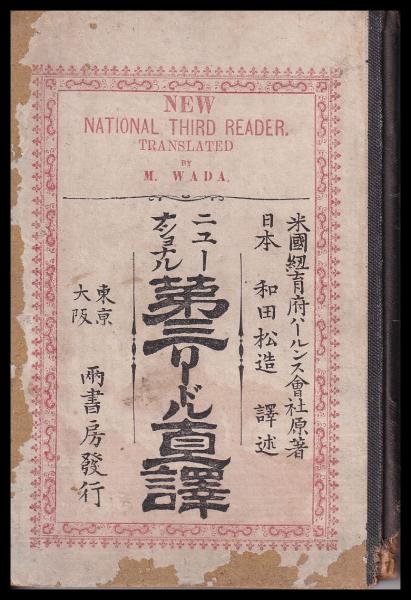 NEW
NATIONAL THIRD READER.
TRANSLATED
BY
M. WADA.
米國紐育府バールンス會社原著
日本 和田松造 譯述
ニューナショナル
第三リードル直譯
東京
大阪
兩書房發行